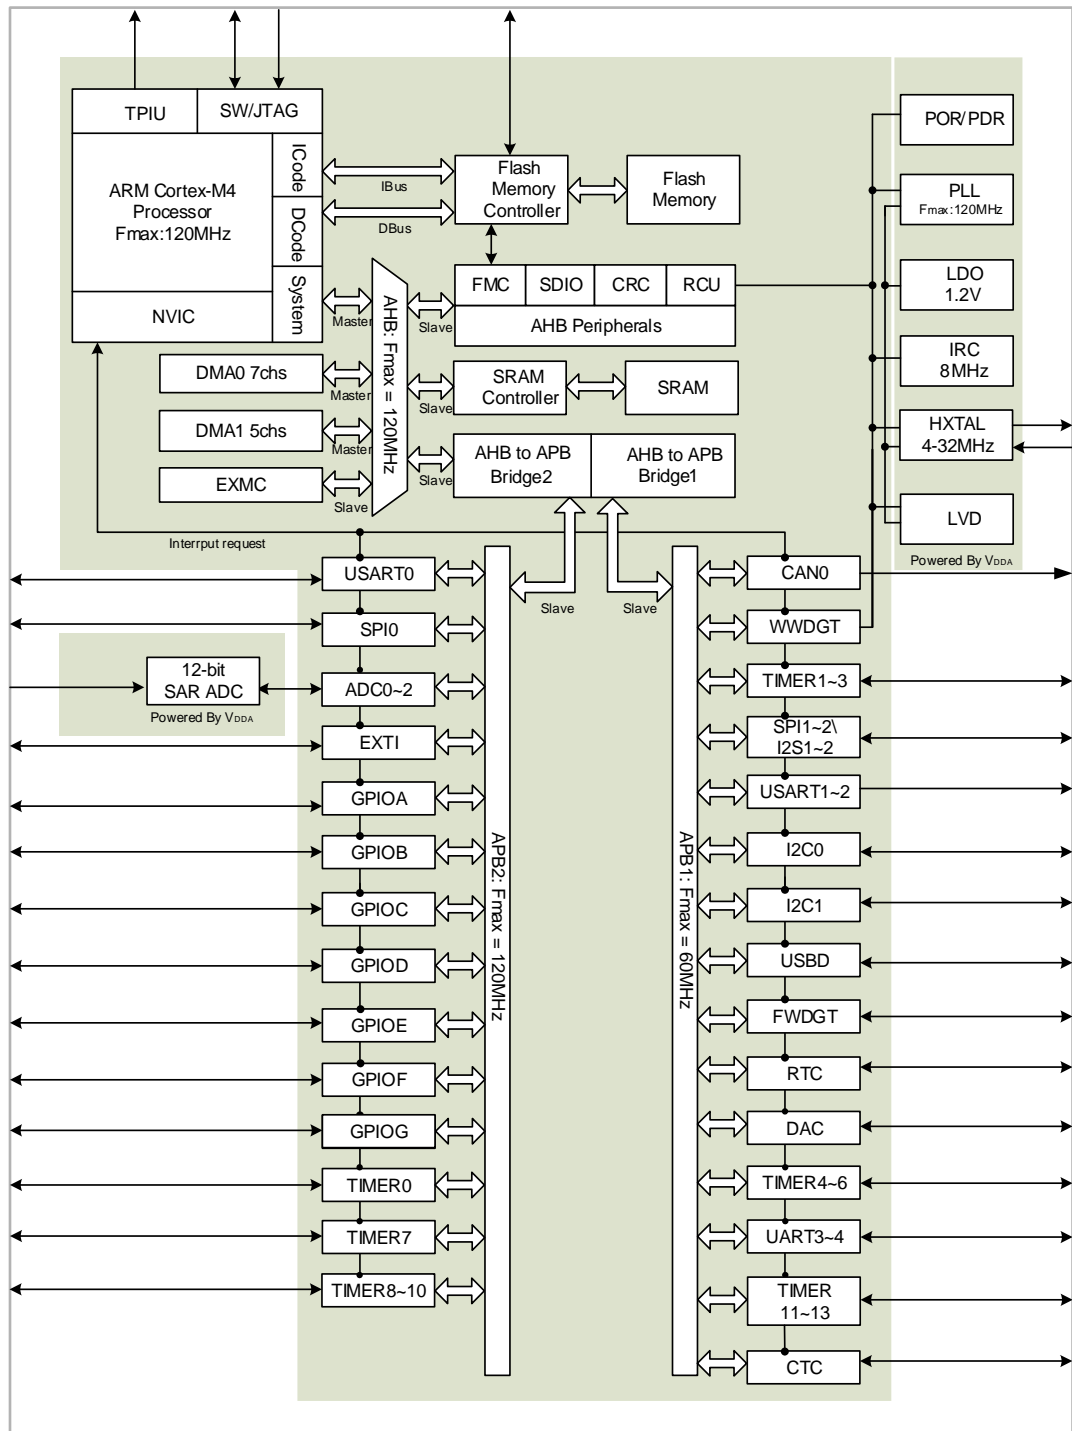 TPIU
SW/JTAG
POR/PDR
ARM Cortex-M4
Processor
Fmax:120MHz
ICode
DCode
System
NVIC
IBus
DBus
Flash
Memory
Controller
Flash
Memory
PLL
Fmax:120MHz
LDO
1.2V
IRC
8MHz
HXTAL
4-32MHz
LVD
Powered By VDDA
FMC
SDIO
CRC
RCU
AHB Peripherals
Master
Slave
AHB: Fmax = 120MHz
DMA0 7chs
Master
Slave
SRAM
Controller
SRAM
DMA1 5chs
Master
Slave
AHB to APB
Bridge2
AHB to APB
Bridge1
EXMC
Slave
Interrput request
Slave
Slave
USART0
SPI0
12-bit
SAR ADC
Powered By VDDA
ADC0~2
EXTI
GPIOA
GPIOB
GPIOC
GPIOD
GPIOE
GPIOF
GPIOG
TIMER0
TIMER7
TIMER8~10
APB2: Fmax = 120MHz
APB1: Fmax = 60MHz
CAN0
WWDGT
TIMER1~3
SPI1~2\
I2S1~2
USART1~2
I2C0
I2C1
USBD
FWDGT
RTC
DAC
TIMER4~6
UART3~4
TIMER
11~13
CTC